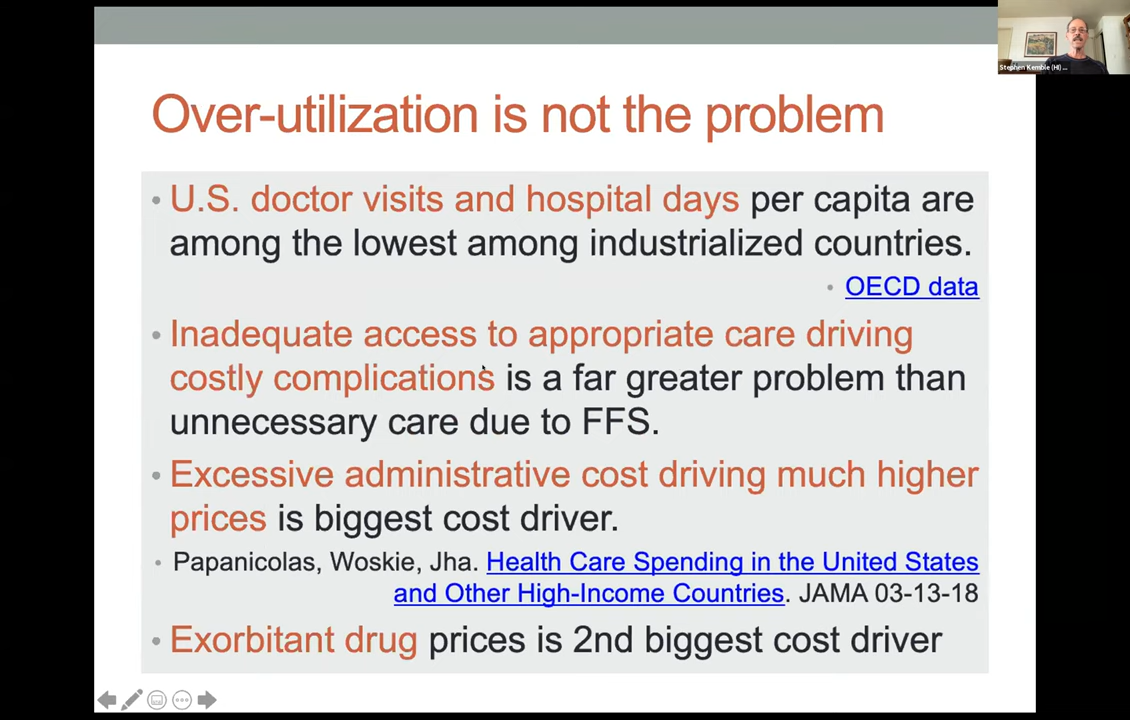 Stephen Kemble (HI) ...
Over-utilization is not the problem
• U.S. doctor visits and hospital days per capita are
among the lowest among industrialized countries.
• OECD data
• Inadequate access to appropriate care driving
costly complications is a far greater problem than
unnecessary care due to FFS.
• Excessive administrative cost driving much higher
prices is biggest cost driver.
• Papanicolas, Woskie, Jha. Health Care Spending in the United States
and Other High-Income Countries. JAMA 03-13-18
• Exorbitant drug prices is 2nd biggest cost driver